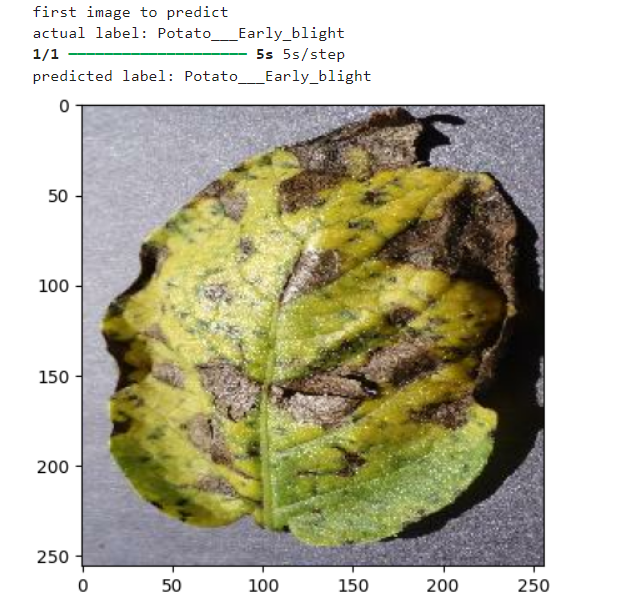 first image to predict
actual label: Potato___Early_blight
1/1 ━━━━━━━━━━━━━━━━━━━━ 5s 5s/step
predicted label: Potato___Early_blight
0
50
100
150
200
250
0 50 100 150 200 250